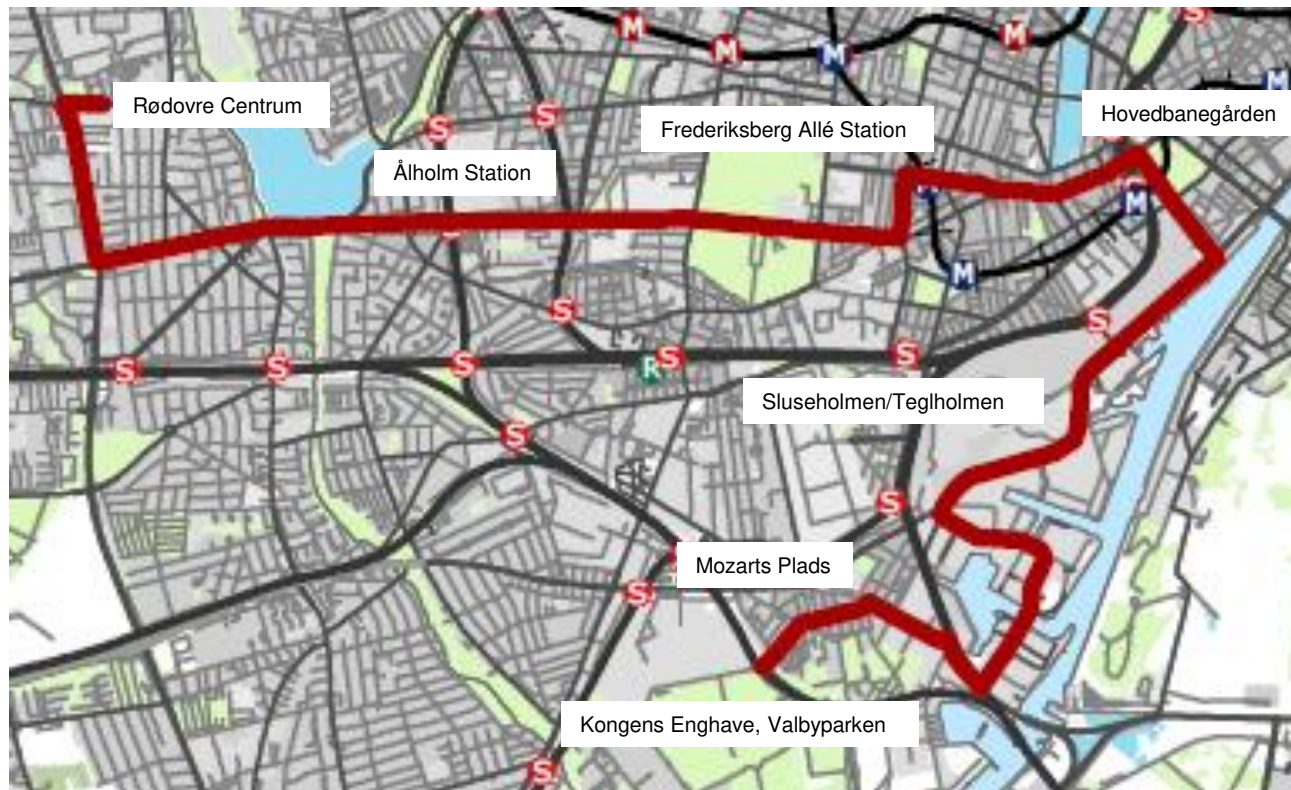 Rødovre Centrum
Hovedbanegården
Frederiksberg Allé Station
Ålholm Station
Sluseholmen/Teglholmen
Mozarts Plads
Kongens Enghave, Valbyparken
M
M
M
M
M
M
M
M
S
S
S
S
S
S
S
S
S
R
S
S
S
S
S
S